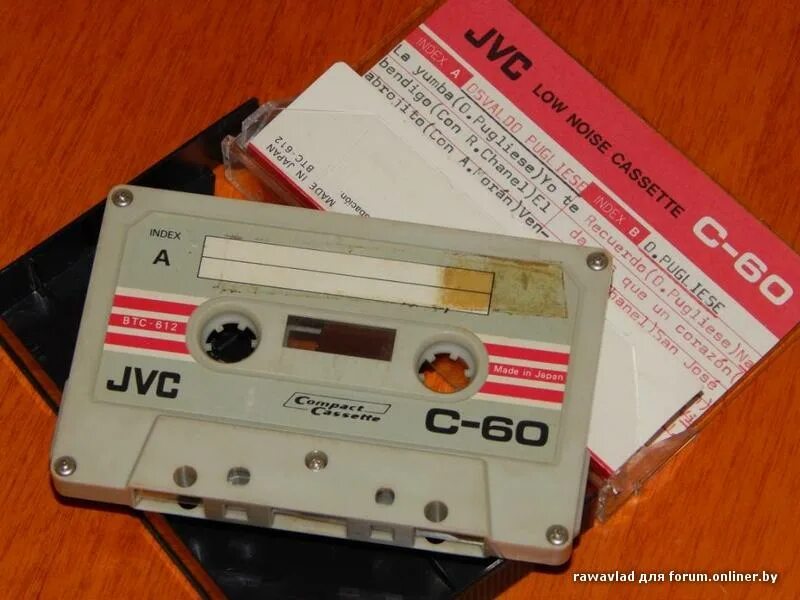 JVC LOW NOISE CASSETTE C-60
INDEX A OSVALDO PUGLIESE
La yumba(O.Pugliese)Yo te
bendigo(Con R.Chanel)El
abrojito(Con A.Morán)Ven-
INDEX B O.PUGLIESE
Recuerdo(O.Pugliese)Na
da que un corazón(
Chanel)San José
MADE IN JAPAN
BTC-612
INDEX
A
BTC-612
Made in Japan
JVC
Compact
Cassette
C-60
rawavlad для forum.onliner.by